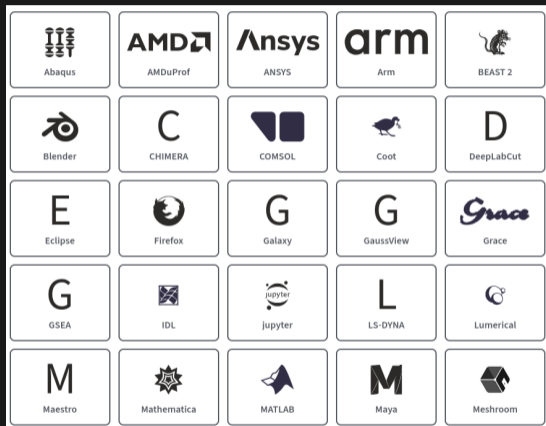 AMD
Ansys
arm
Abaqus
AMDuProf
ANSYS
Arm
BEAST 2
C
D
Blender
CHIMERA
COMSOL
Coot
DeepLabCut
E
G
G
Grace
Eclipse
Firefox
Galaxy
GaussView
Grace
G
jupyter
L
GSEA
IDL
jupyter
LS-DYNA
Lumerical
M
M
Maestro
Mathematica
MATLAB
Maya
Meshroom